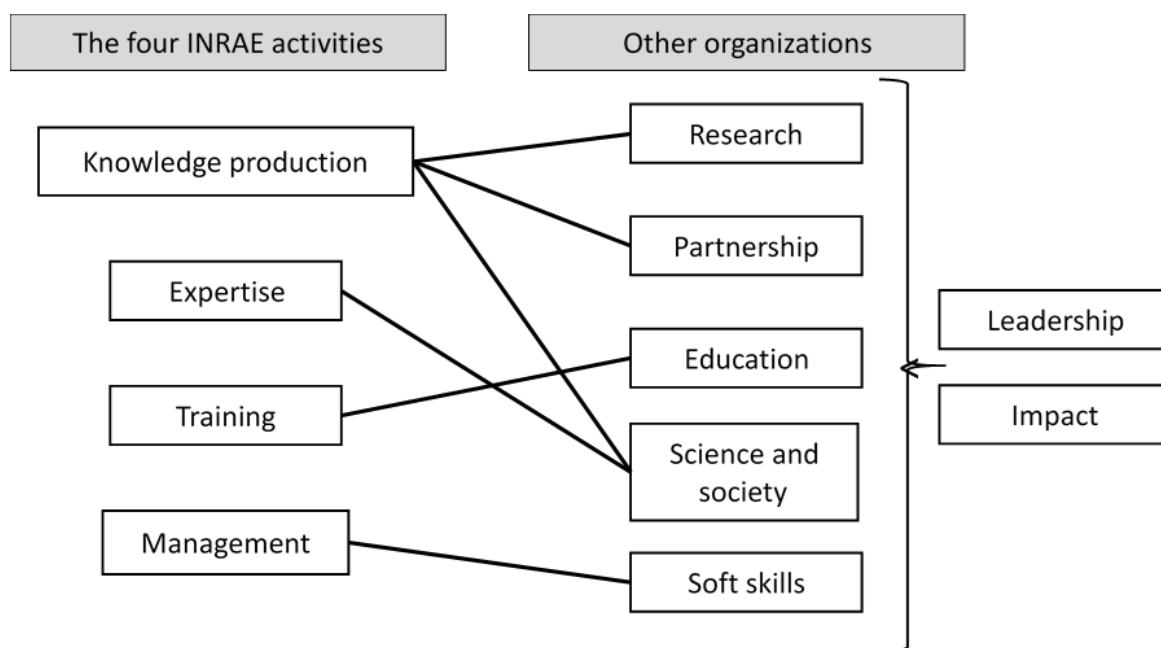 The four INRAE activities
Other organizations
Knowledge production
Expertise
Training
Management
Research
Partnership
Education
Science and
society
Soft skills
Leadership
Impact